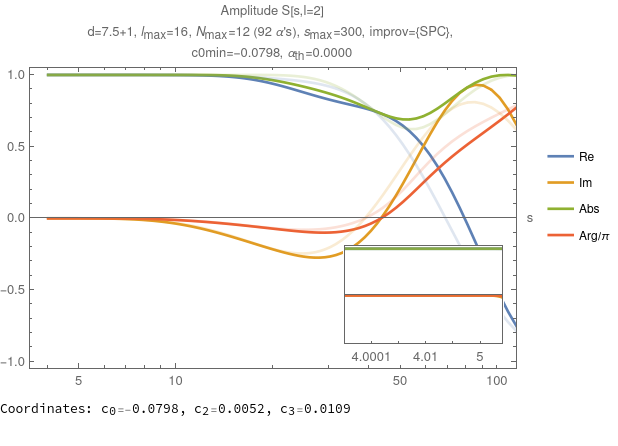 Amplitude S[s,l=2]
d=7.5+1, lmax=16, Nmax=12 (92 α's), smax=300, improv={SPC},
c0min=-0.0798, αth=0.0000
1.0
0.5
0.0
-0.5
-1.0
5
10
50
100
s
Re
Im
Abs
Arg/π
4.0001
4.01
5
Coordinates: c0=-0.0798, c2=0.0052, c3=0.0109